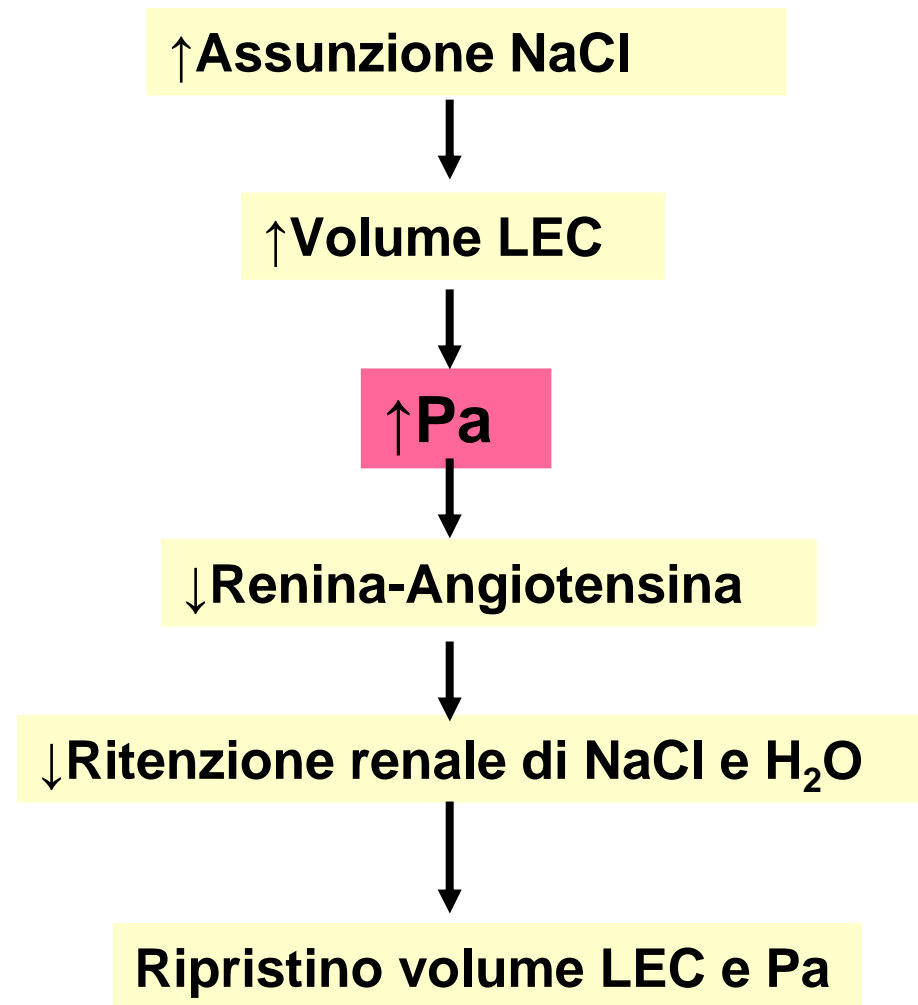 ↑Assunzione NaCl
↑Volume LEC
↑Pa
↓Renina-Angiotensina
↓Ritenzione renale di NaCl e H₂O
Ripristino volume LEC e Pa